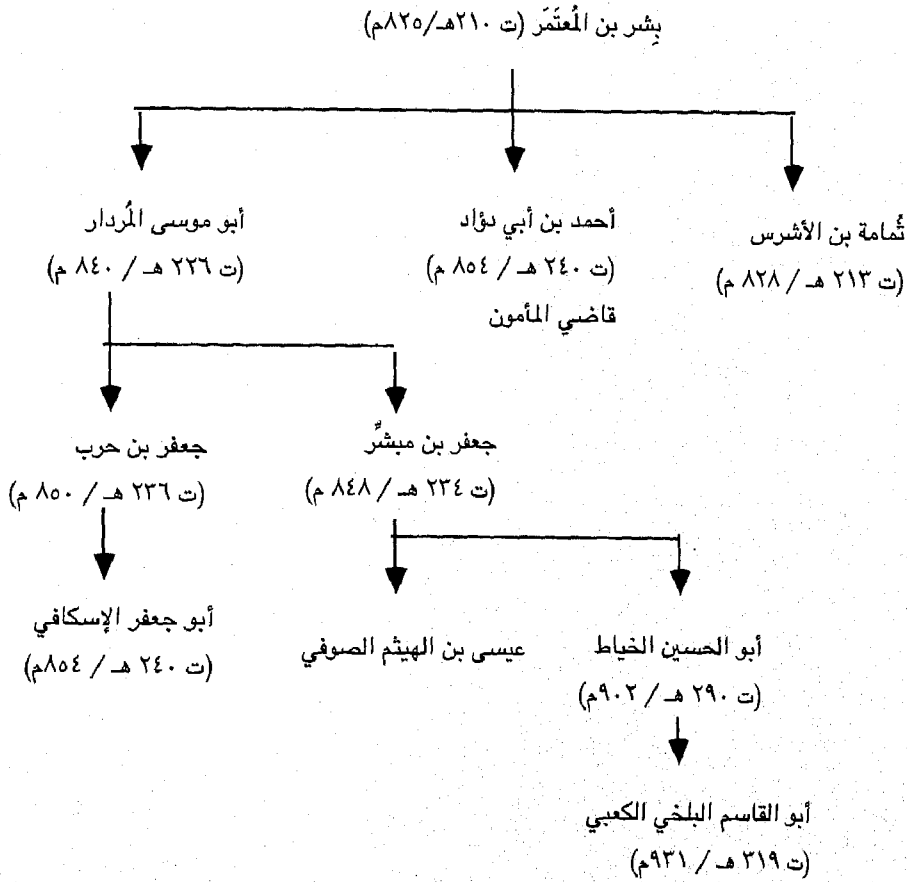 بِشر بن المُعتَمَر (ت ٢١٠هـ/٨٢٥م)
ثُمامة بن الأشرس
(ت ٢١٣ هـ / ٨٢٨ م)
أحمد بن أبي دؤاد
(ت ٢٤٠ هـ / ٨٥٤ م)
قاضي المأمون
أبو موسى المُردار
(ت ٢٢٦ هـ / ٨٤٠ م)
جعفر بن مبشرٌّ
(ت ٢٣٤ هـ / ٨٤٨ م)
جعفر بن حرب
(ت ٢٣٦ هـ / ٨٥٠ م)
أبو الحسين الخياط
(ت ٢٩٠ هـ / ٩٠٢م)
عيسى بن الهيثم الصوفي
أبو جعفر الإسكافي
(ت ٢٤٠ هـ / ٨٥٤م)
أبو القاسم البلخي الكعبي
(ت ٣١٩ هـ / ٩٣١م)